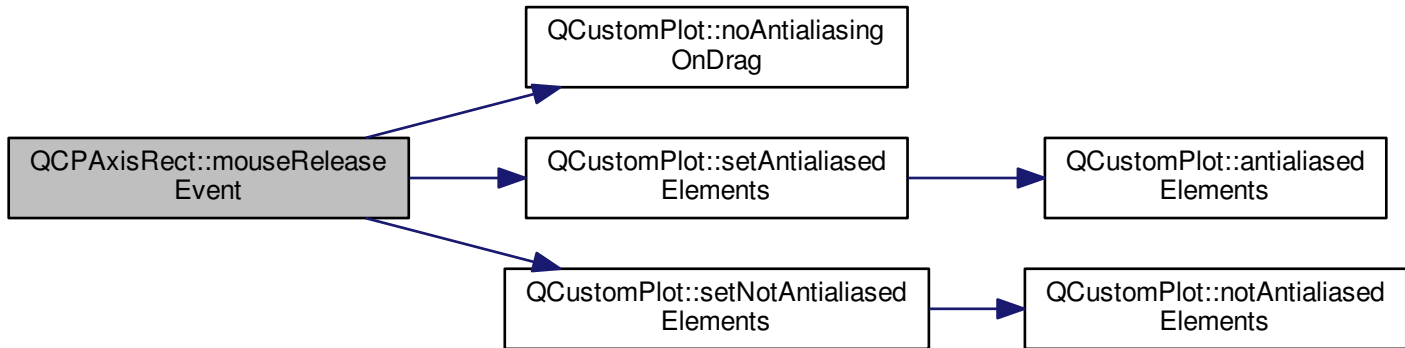 QCustomPlot::noAntialiasing
OnDrag
QCPAxisRect::mouseRelease
Event
QCustomPlot::setAntialiased
Elements
QCustomPlot::antialiased
Elements
QCustomPlot::setNotAntialiased
Elements
QCustomPlot::notAntialiased
Elements